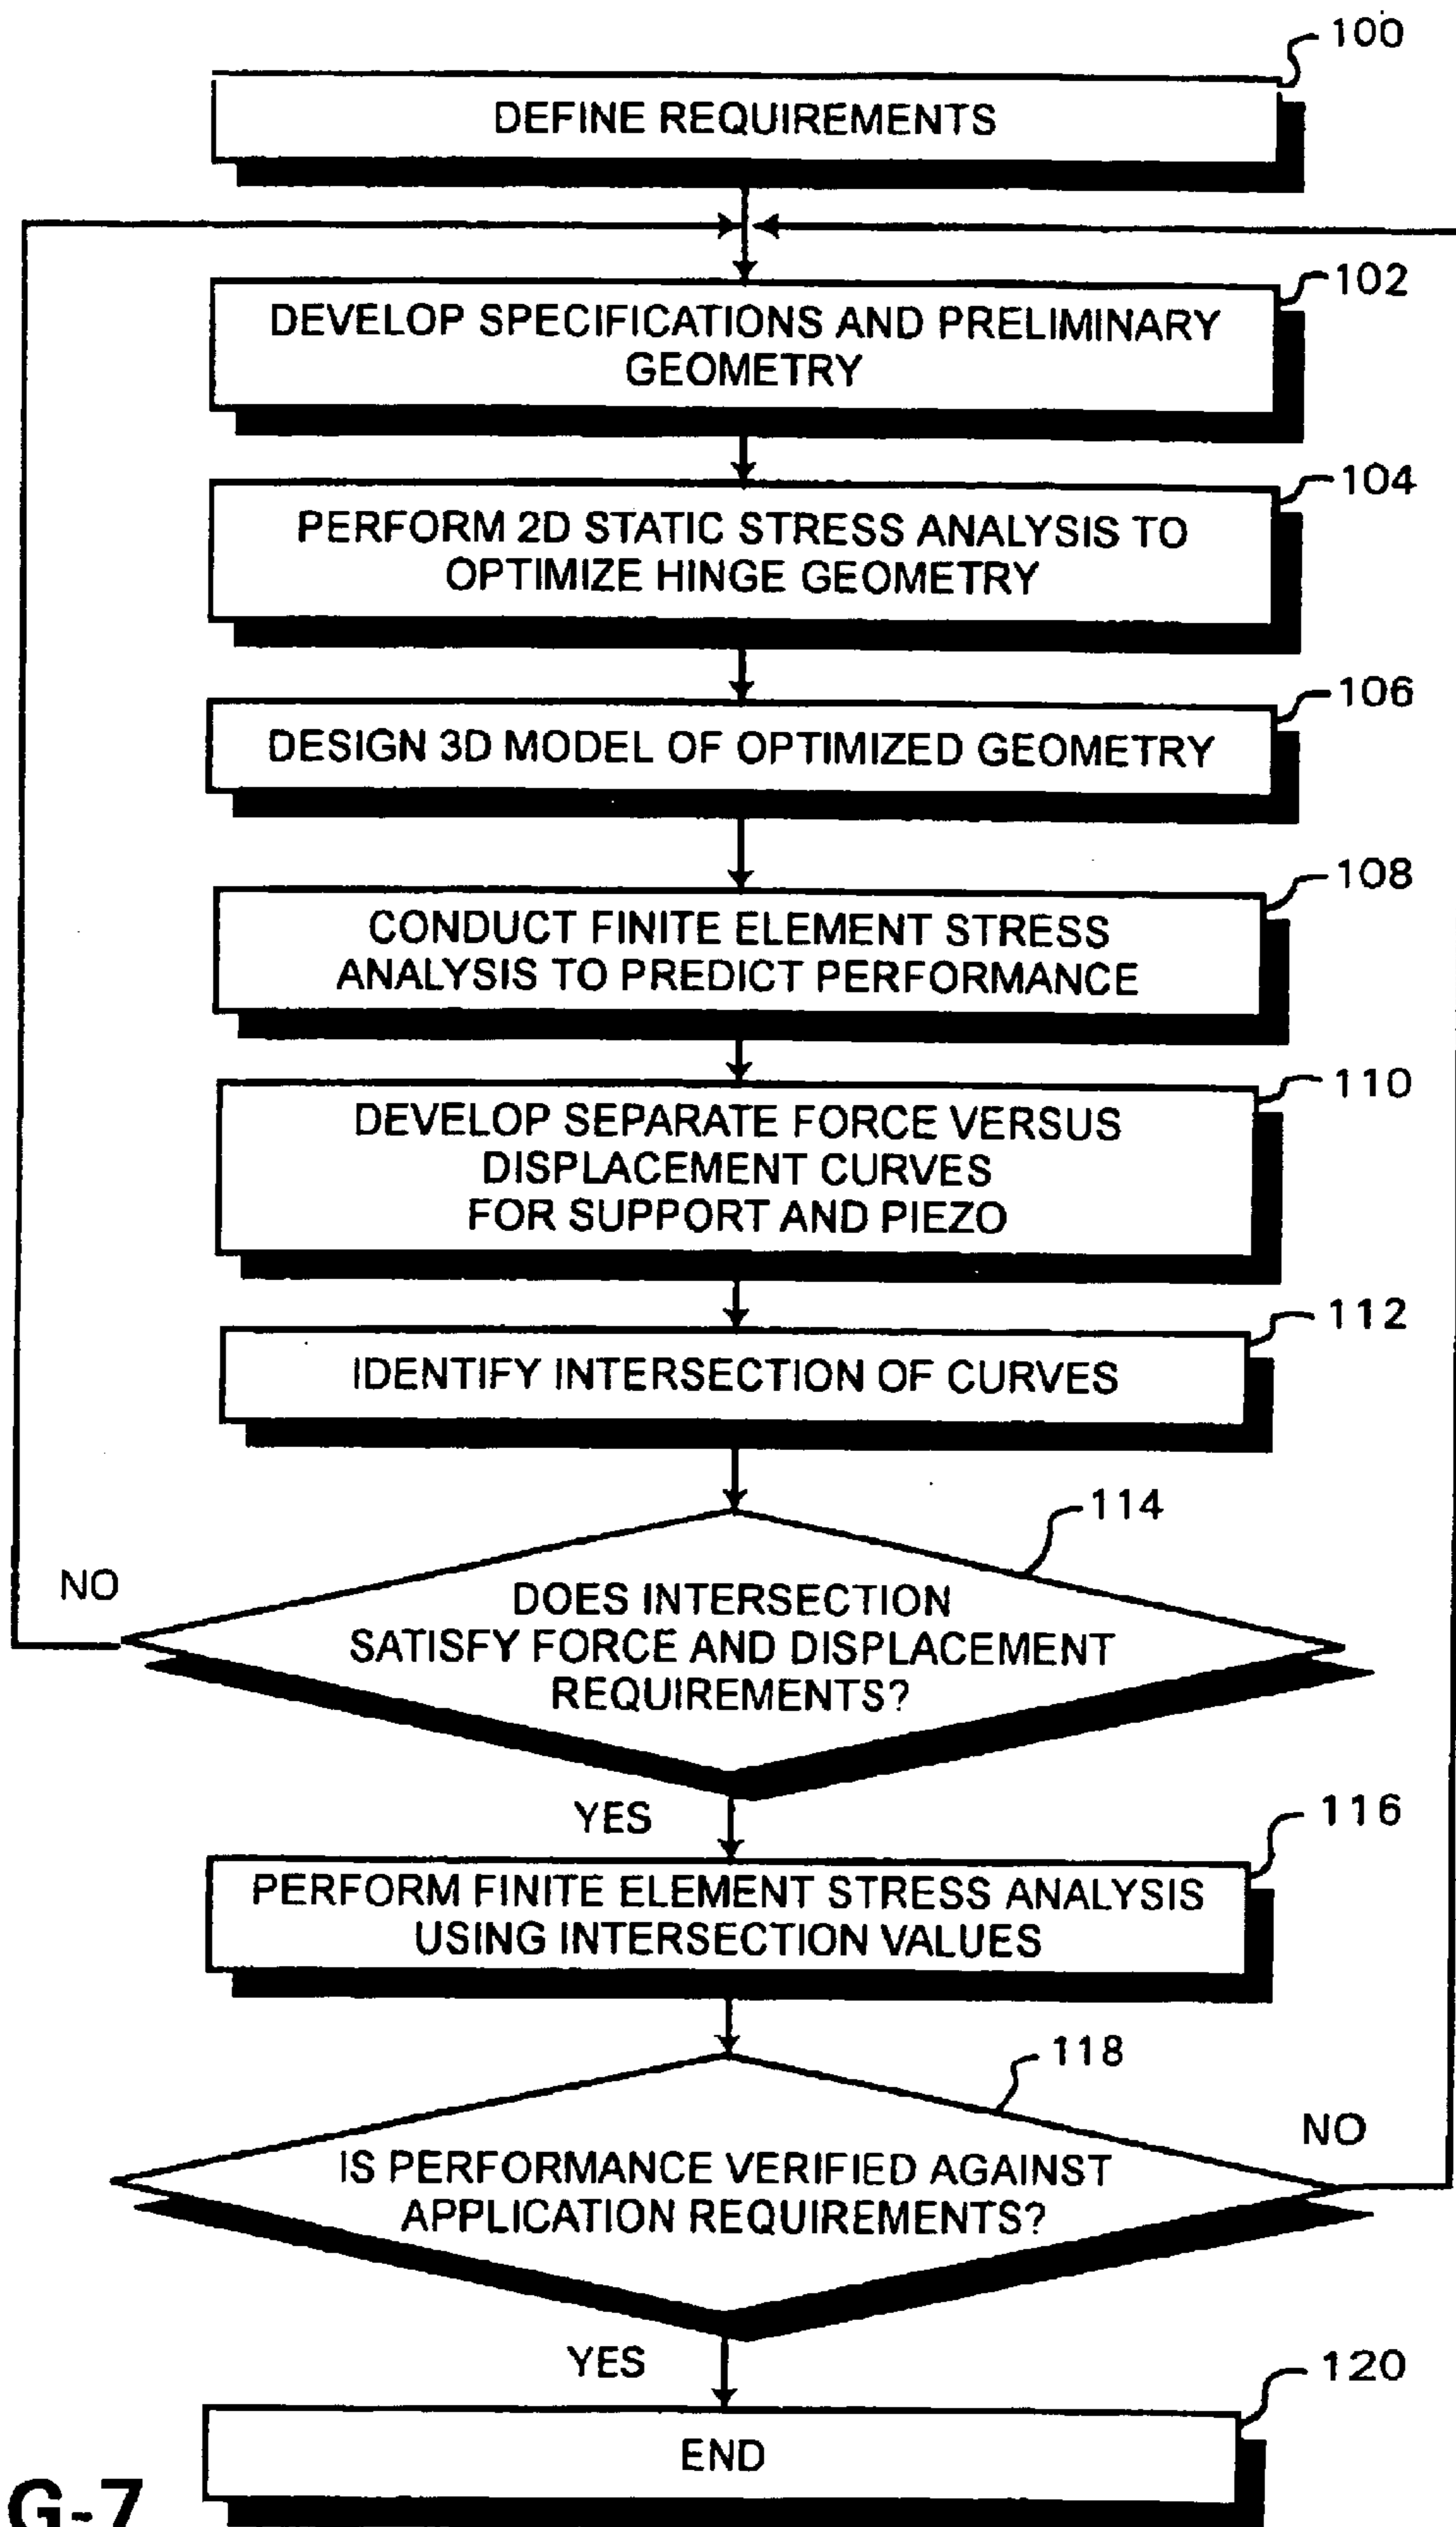 100
DEFINE REQUIREMENTS
102
DEVELOP SPECIFICATIONS AND PRELIMINARY
GEOMETRY
104
PERFORM 2D STATIC STRESS ANALYSIS TO
OPTIMIZE HINGE GEOMETRY
106
DESIGN 3D MODEL OF OPTIMIZED GEOMETRY
108
CONDUCT FINITE ELEMENT STRESS
ANALYSIS TO PREDICT PERFORMANCE
110
DEVELOP SEPARATE FORCE VERSUS
DISPLACEMENT CURVES
FOR SUPPORT AND PIEZO
112
IDENTIFY INTERSECTION OF CURVES
114
NO
DOES INTERSECTION
SATISFY FORCE AND DISPLACEMENT
REQUIREMENTS?
YES
116
PERFORM FINITE ELEMENT STRESS ANALYSIS
USING INTERSECTION VALUES
118
NO
IS PERFORMANCE VERIFIED AGAINST
APPLICATION REQUIREMENTS?
YES
120
END
G-7